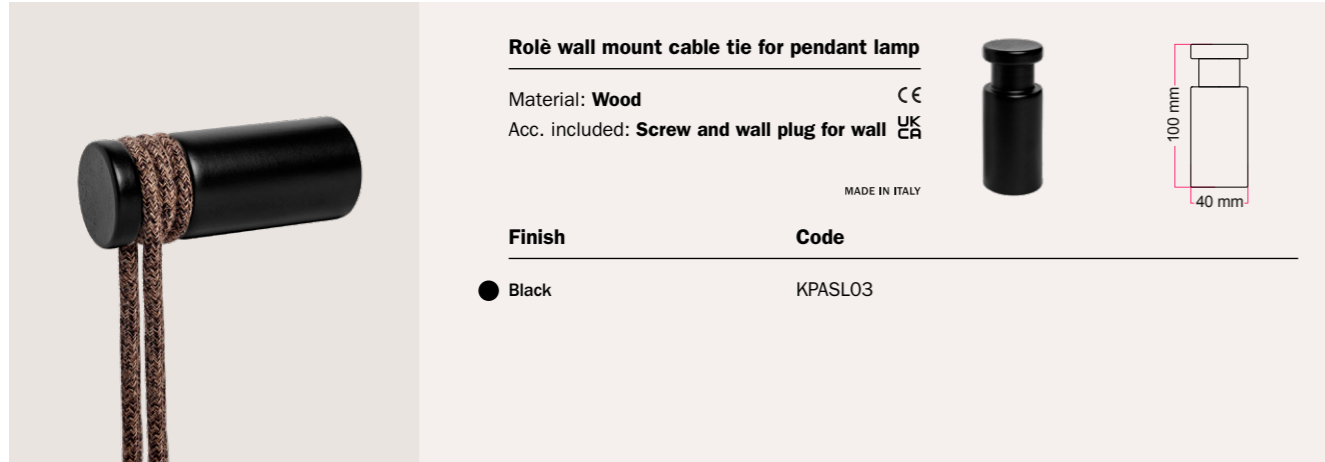 Rolè wall mount cable tie for pendant lamp
Material: Wood
CE
Acc. included: Screw and wall plug for wall
UK
CA
MADE IN ITALY
100 mm
40 mm
Finish Code
Black KPASL03